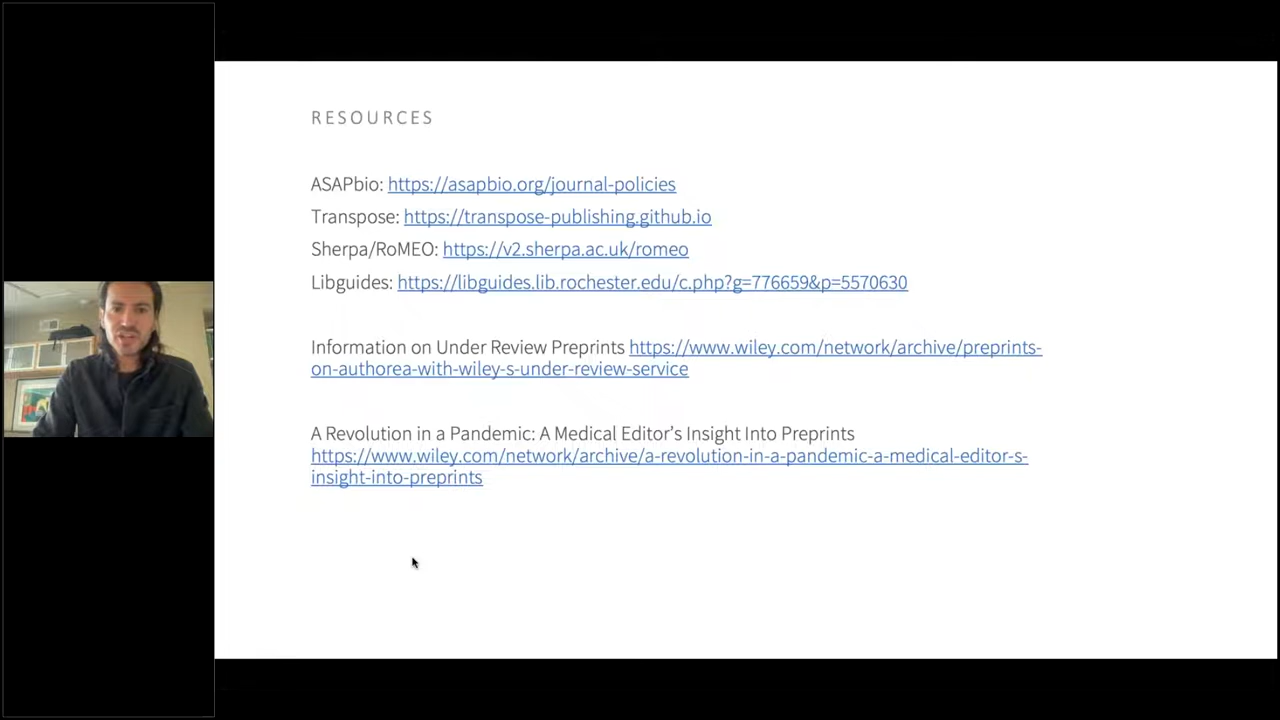 RESOURCES
ASAPbio: https://asapbio.org/journal-policies
Transpose: https://transpose-publishing.github.io
Sherpa/RoMEO: https://v2.sherpa.ac.uk/romeo
Libguides: https://libguides.lib.rochester.edu/c.php?g=776659&p=5570630
Information on Under Review Preprints https://www.wiley.com/network/archive/preprints-
on-authorea-with-wiley-s-under-review-service
A Revolution in a Pandemic: A Medical Editor’s Insight Into Preprints
https://www.wiley.com/network/archive/a-revolution-in-a-pandemic-a-medical-editor-s-
insight-into-preprints